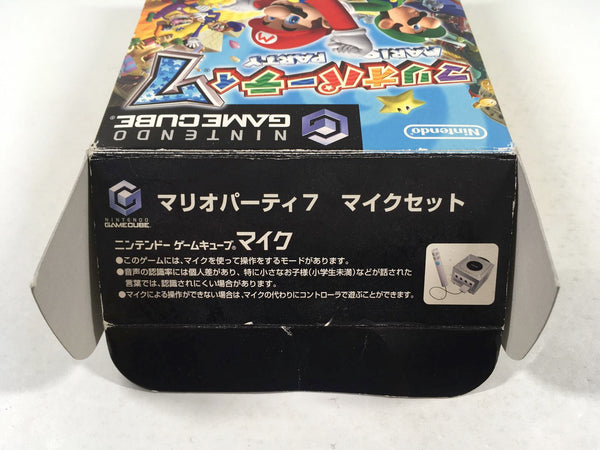 マリオパーティ
MARIO PARTY
7
NINTENDO
GAMECUBE®
Nintendo
NINTENDO
GAMECUBE™
マリオパーティ7 マイクセット
ニンテンドー ゲームキューブ® マイク
●このゲームには、マイクを使って操作をするモードがあります。
●音声の認識率には個人差があり、特に小さなお子様(小学生未満)などが話された
言葉では、認識されにくい場合があります。
●マイクによる操作ができない場合は、マイクの代わりにコントローラで遊ぶことができます。